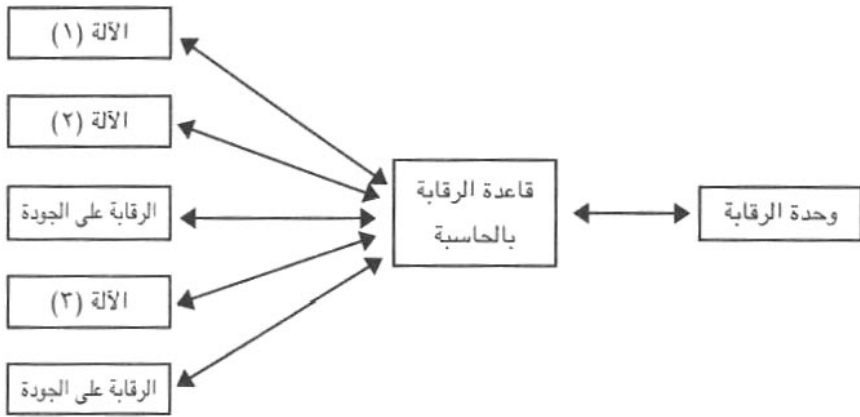 الآلة (١)
الآلة (٢)
الرقابة على الجودة
الآلة (٣)
الرقابة على الجودة
قاعدة الرقابة
بالحاسبة
وحدة الرقابة